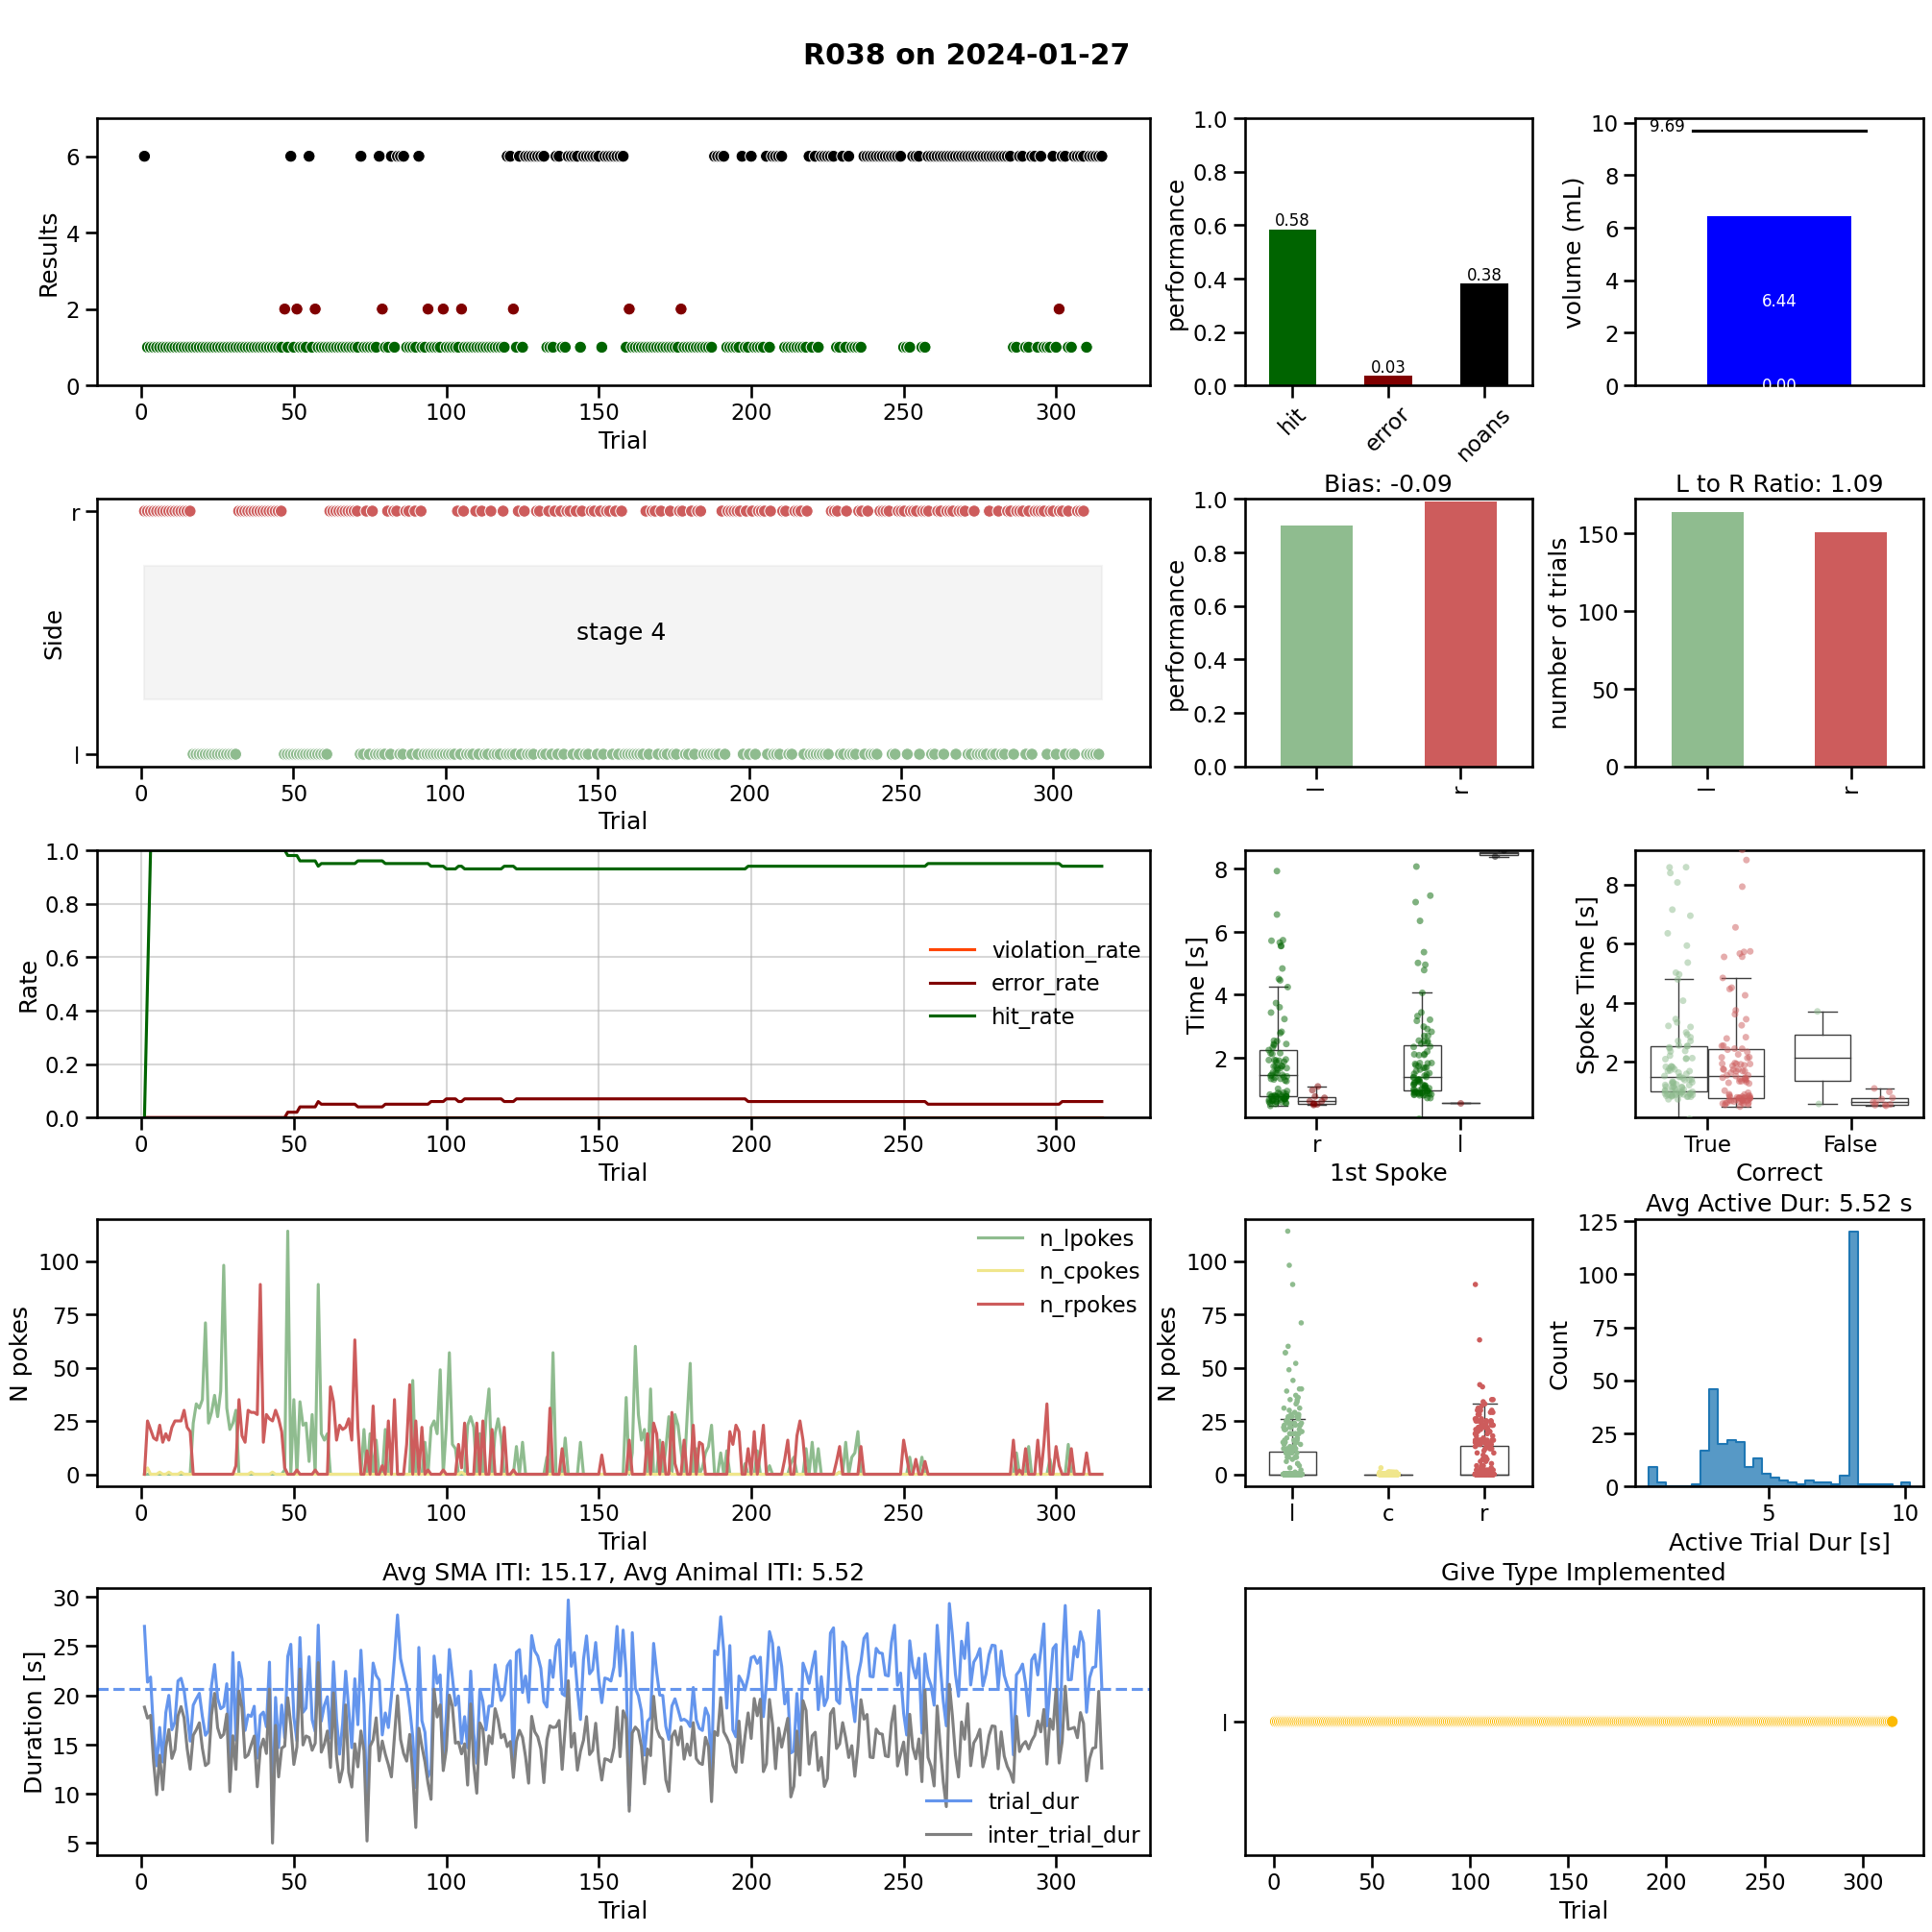 R038 on 2024-01-27
Results
6
4
2
0
0 50 100 150 200 250 300
Trial
performance
1.0
0.8
0.6
0.4
0.2
0.0
0.58
0.03
0.38
hit error noans
volume (mL)
10
8
6
4
2
0
9.69
6.44
0.00
Side
r
l
stage 4
0 50 100 150 200 250 300
Trial
Bias: -0.09
performance
1.0
0.8
0.6
0.4
0.2
0.0
l r
L to R Ratio: 1.09
number of trials
150
100
50
0
l r
Rate
1.0
0.8
0.6
0.4
0.2
0.0
violation_rate
error_rate
hit_rate
0 50 100 150 200 250 300
Trial
Time [s]
8
6
4
2
r l
1st Spoke
Spoke Time [s]
8
6
4
2
True False
Correct
N pokes
100
75
50
25
0
n_lpokes
n_cpokes
n_rpokes
0 50 100 150 200 250 300
Trial
N pokes
100
75
50
25
0
l c r
Avg Active Dur: 5.52 s
Count
125
100
75
50
25
0
5 10
Active Trial Dur [s]
Avg SMA ITI: 15.17, Avg Animal ITI: 5.52
Duration [s]
30
25
20
15
10
5
trial_dur
inter_trial_dur
0 50 100 150 200 250 300
Trial
Give Type Implemented
l
0 50 100 150 200 250 300
Trial